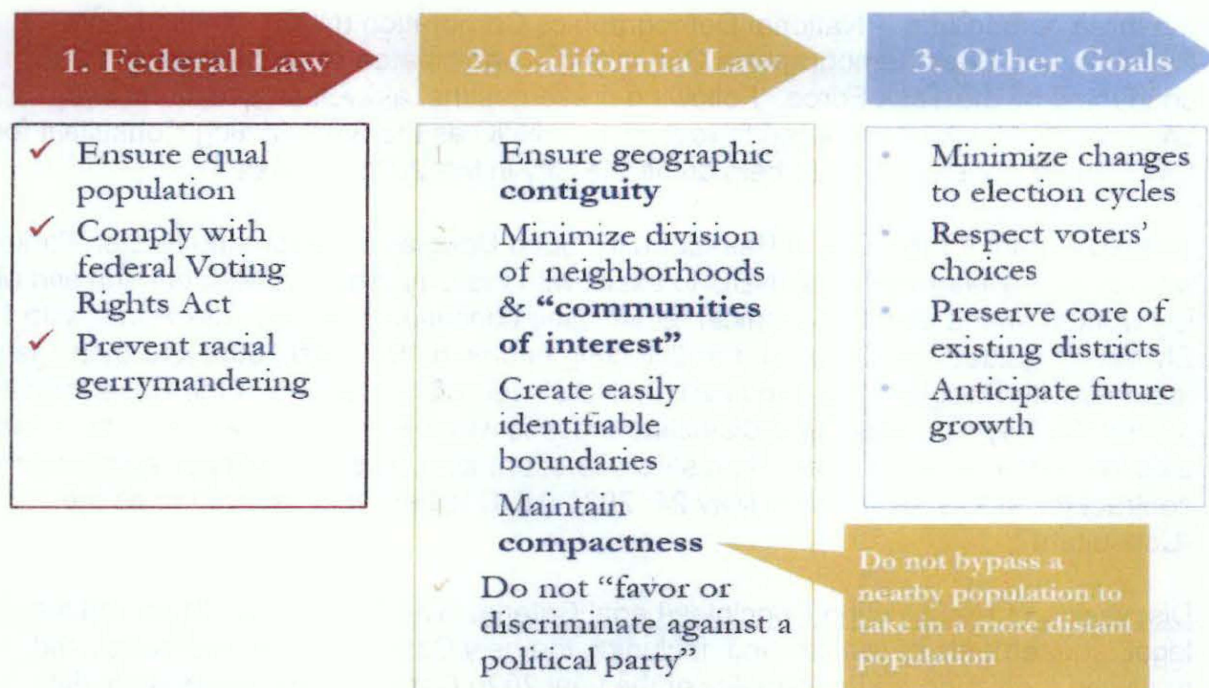 1. Federal Law
✓ Ensure equal
population
✓ Comply with
federal Voting
Rights Act
✓ Prevent racial
gerrymandering
2. California Law
1. Ensure geographic
contiguity
2. Minimize division
of neighborhoods
& “communities
of interest”
3. Create easily
identifiable
boundaries
Maintain
compactness
✓ Do not “favor or
discriminate against a
political party”
Do not bypass a
nearby population to
take in a more distant
population
3. Other Goals
• Minimize changes
to election cycles
• Respect voters’
choices
• Preserve core of
existing districts
• Anticipate future
growth